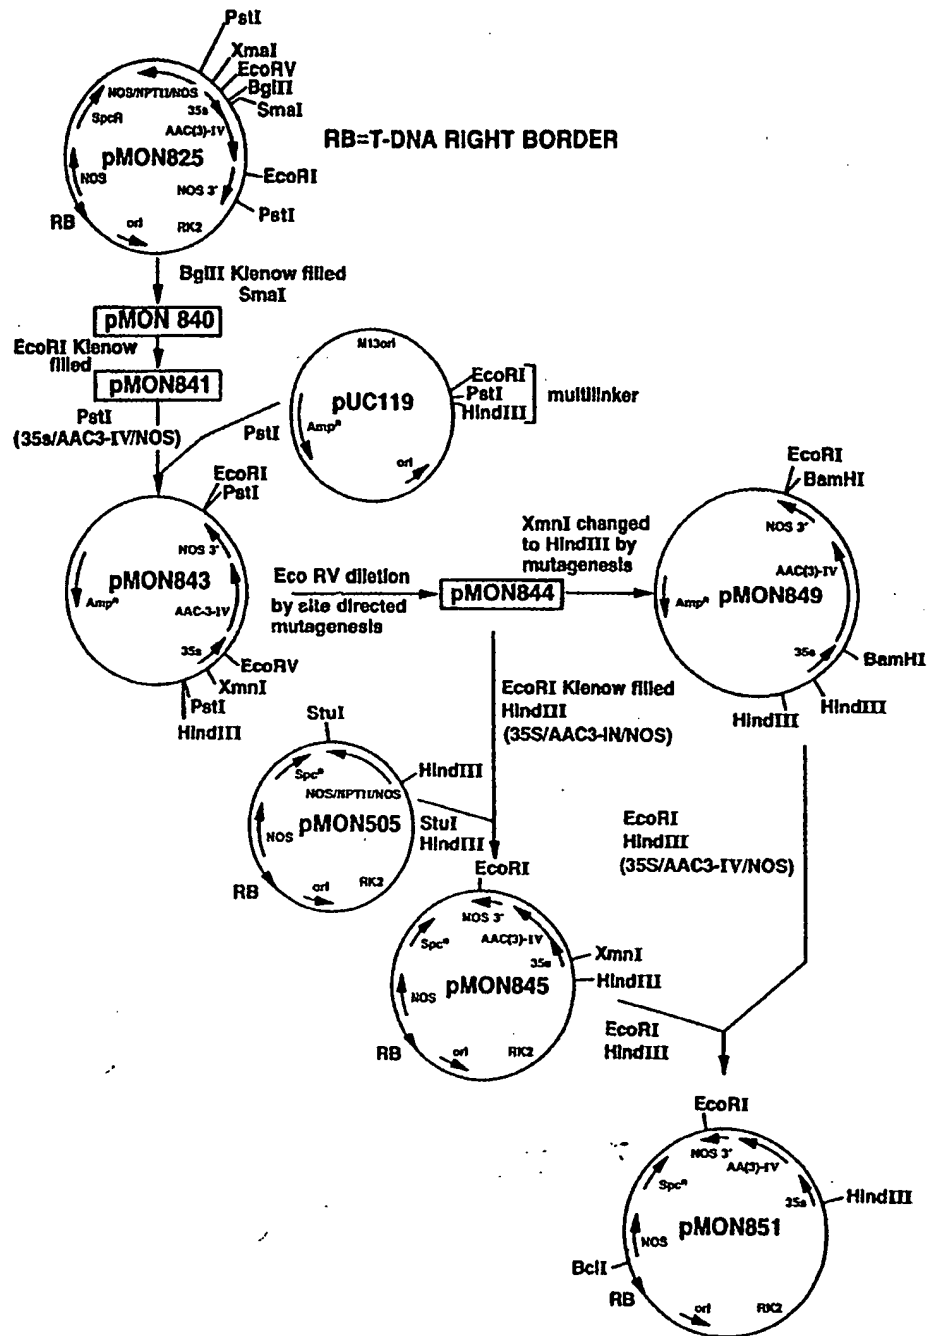 PstI
XmaI
EcoRV
BglII
SmaI
NOS/NPTII/NOS
35s
SpcR
AAC(3)-IV
pMON825
NOS
NOS 3'
EcoRI
PstI
RB
ori
RK2
RB=T-DNA RIGHT BORDER
BglII Klenow filled
SmaI
pMON 840
EcoRI Klenow
filled
pMON841
PstI
(35s/AAC3-IV/NOS)
M13ori
pUC119
AmpR
ori
EcoRI
PstI
HindIII
multilinker
PstI
EcoRI
PstI
NOS 3'
pMON843
AmpR
AAC-3-IV
35s
EcoRV
XmnI
PstI
HindIII
Eco RV diletion
by site directed
mutagenesis
pMON844
XmnI changed
to HindIII by
mutagenesis
EcoRI
BamHI
NOS 3'
AAC(3)-IV
pMON849
AmpR
35s
BamHI
HindIII
HindIII
EcoRI Klenow filled
HindIII
(35S/AAC3-IN/NOS)
StuI
SpcR
HindIII
NOS/NPTII/NOS
pMON505
NOS
RB
ori
RK2
StuI
HindIII
EcoRI
HindIII
(35S/AAC3-IV/NOS)
EcoRI
NOS 3'
AAC(3)-IV
SpcR
35s
XmnI
HindIII
pMON845
NOS
RB
ori
RK2
EcoRI
HindIII
EcoRI
NOS 3'
AA(3)-IV
SpcR
35s
HindIII
pMON851
NOS
BclI
RB
ori
RK2